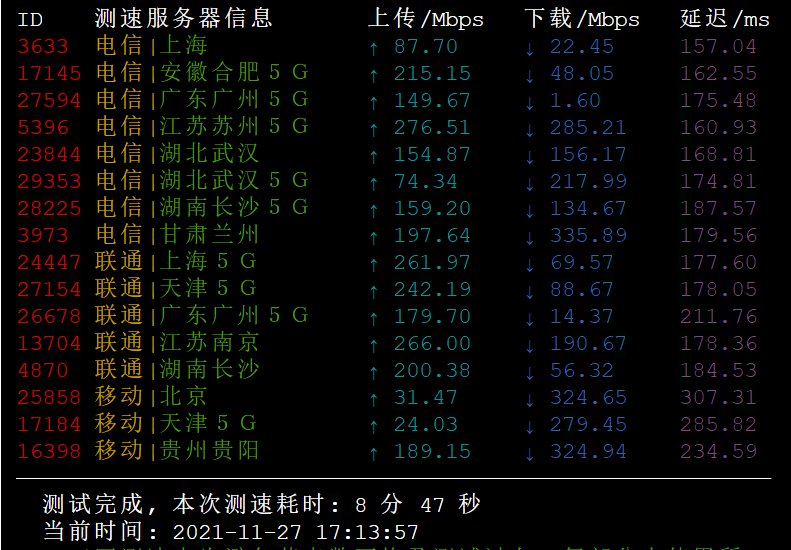 ID 测速服务器信息 上传/Mbps 下载/Mbps 延迟/ms
3633 电信|上海 ↑ 87.70 ↓ 22.45 157.04
17145 电信|安徽合肥5G ↑ 215.15 ↓ 48.05 162.55
27594 电信|广东广州5G ↑ 149.67 ↓ 1.60 175.48
5396 电信|江苏苏州5G ↑ 276.51 ↓ 285.21 160.93
23844 电信|湖北武汉 ↑ 154.87 ↓ 156.17 168.81
29353 电信|湖北武汉5G ↑ 74.34 ↓ 217.99 174.81
28225 电信|湖南长沙5G ↑ 159.20 ↓ 134.67 187.57
3973 电信|甘肃兰州 ↑ 197.64 ↓ 335.89 179.56
24447 联通|上海5G ↑ 261.97 ↓ 69.57 177.60
27154 联通|天津5G ↑ 242.19 ↓ 88.67 178.05
26678 联通|广东广州5G ↑ 179.70 ↓ 14.37 211.76
13704 联通|江苏南京 ↑ 266.00 ↓ 190.67 178.36
4870 联通|湖南长沙 ↑ 200.38 ↓ 56.32 184.53
25858 移动|北京 ↑ 31.47 ↓ 324.65 307.31
17184 移动|天津5G ↑ 24.03 ↓ 279.45 285.82
16398 移动|贵州贵阳 ↑ 189.15 ↓ 324.94 234.59
测试完成, 本次测速耗时: 8 分 47 秒
当前时间: 2021-11-27 17:13:57